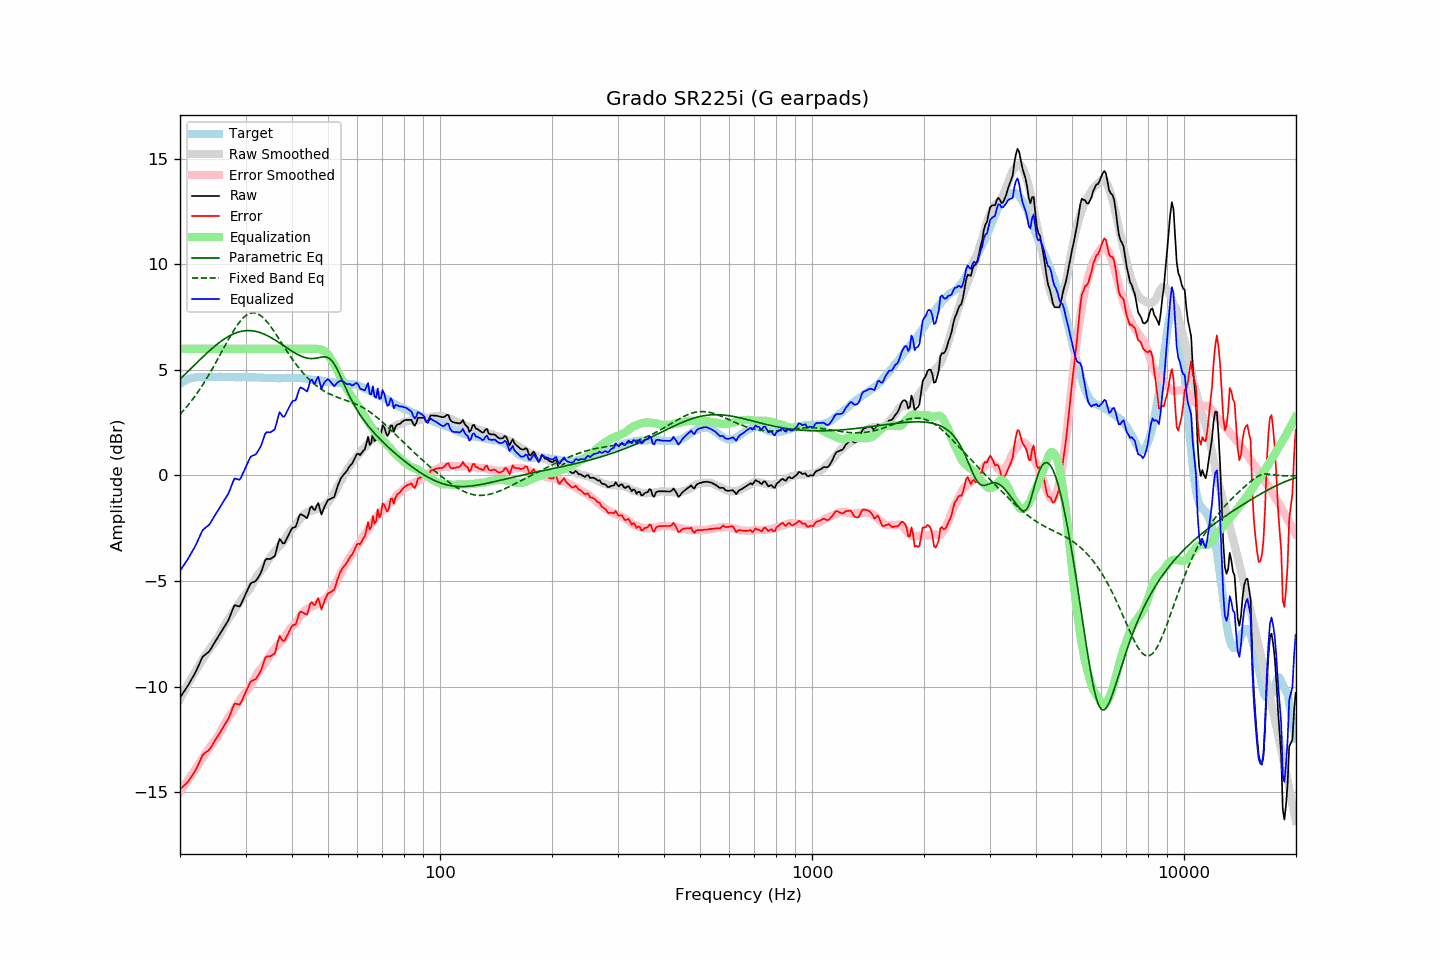 Grado SR225i (G earpads)
Target
Raw Smoothed
Error Smoothed
Raw
Error
Equalization
Parametric Eq
Fixed Band Eq
Equalized
15
10
5
0
−5
−10
−15
Amplitude (dBr)
100
1000
10000
Frequency (Hz)